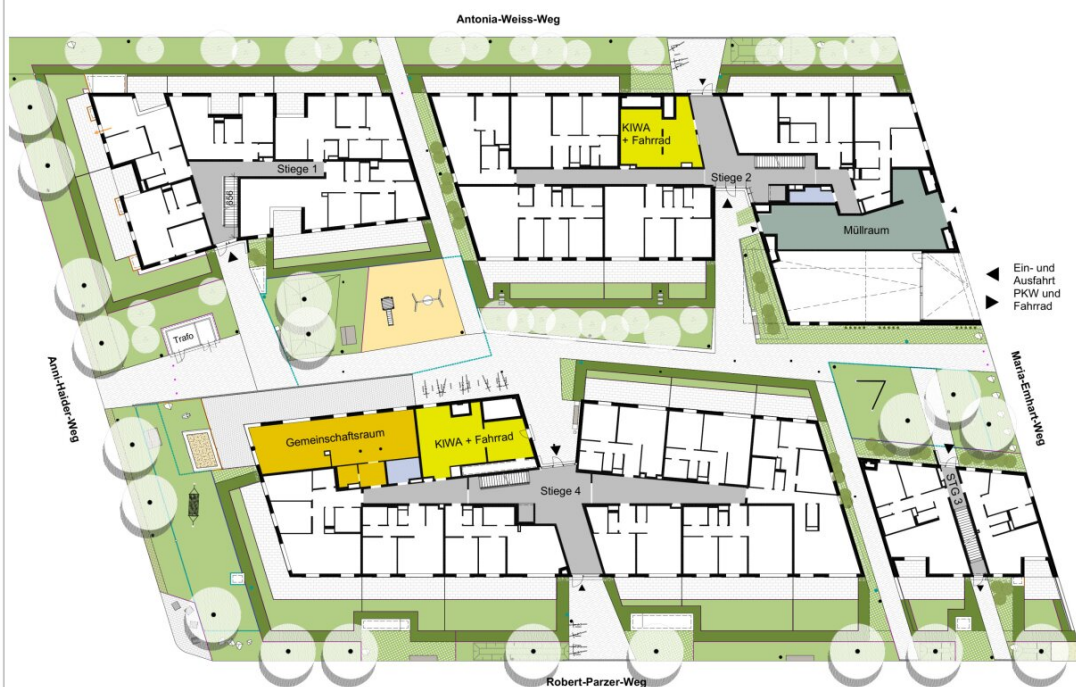 Antonia-Weiss-Weg
KIWA
+ Fahrrad
Stiege 1
856
Stiege 2
Müllraum
Ein- und
Ausfahrt
PKW und
Fahrrad
Trafo
Anni-Haider-Weg
Maria-Emhart-Weg
Gemeinschaftsraum
KIWA + Fahrrad
Stiege 4
STG 3
Robert-Parzer-Weg